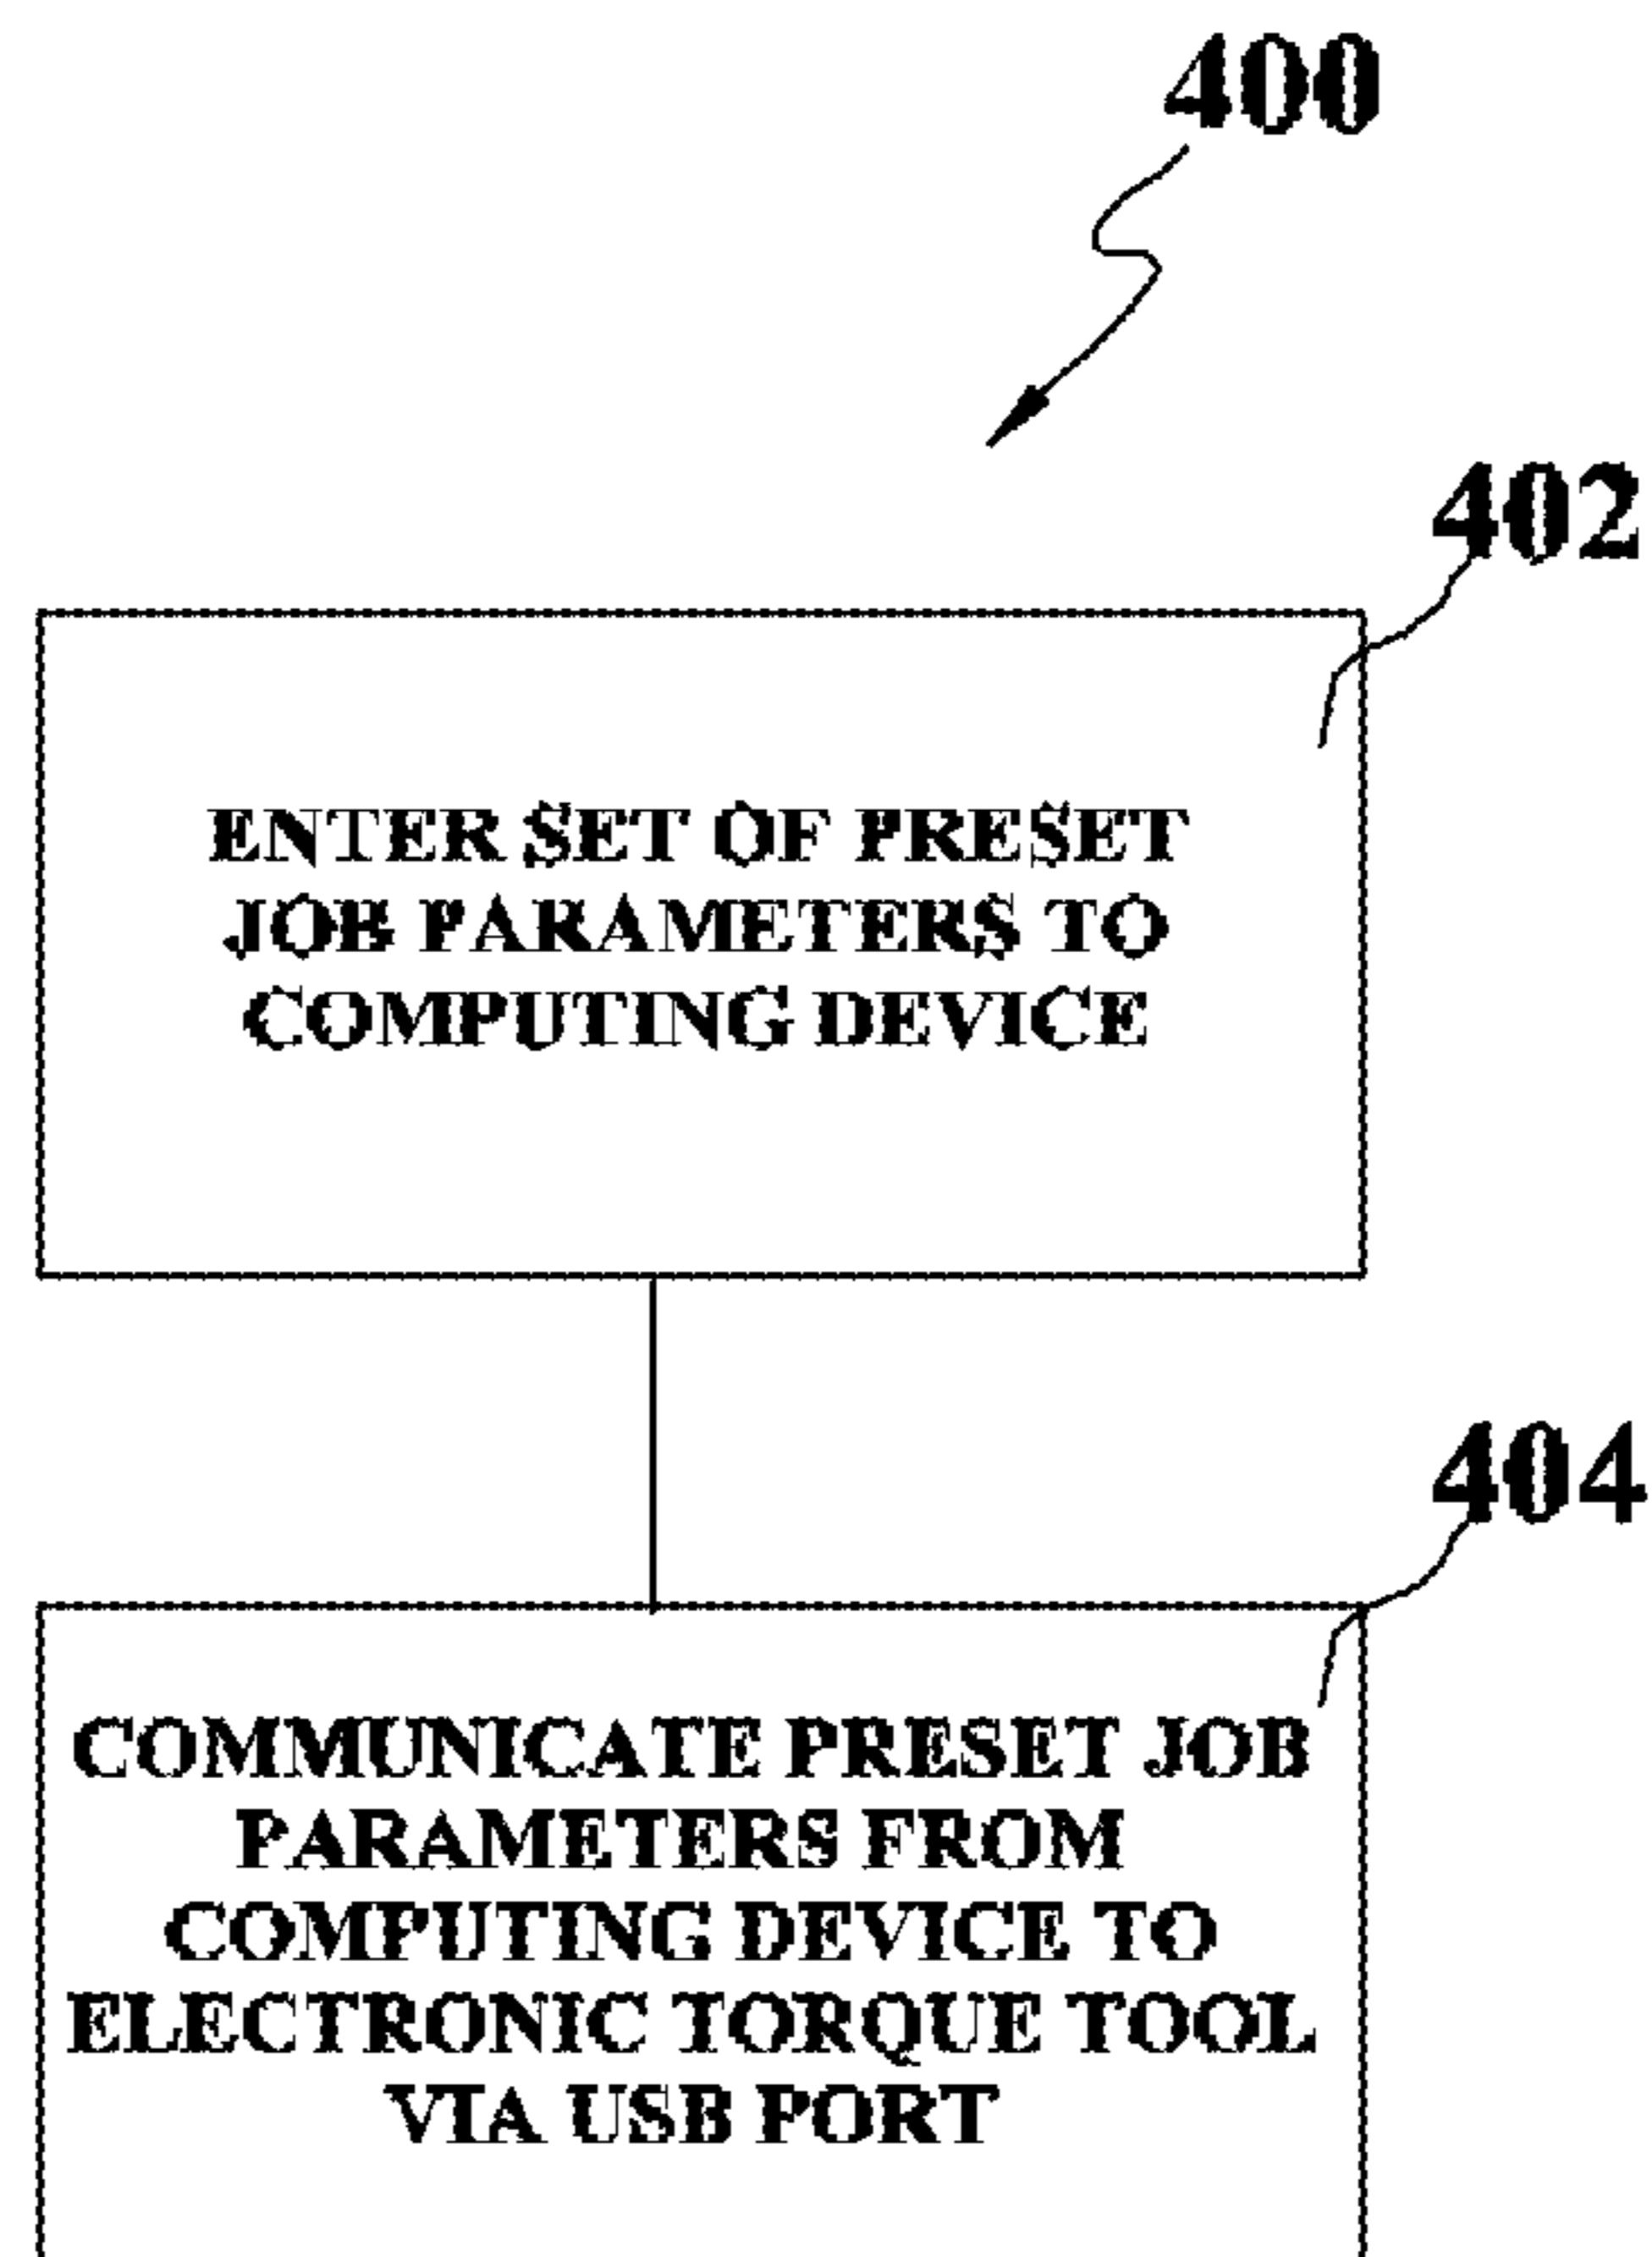 400
402
ENTER SET OF PRESET
JOB PARAMETERS TO
COMPUTING DEVICE
404
COMMUNICATE PRESET JOB
PARAMETERS FROM
COMPUTING DEVICE TO
ELECTRONIC TORQUE TOOL
VIA USB PORT